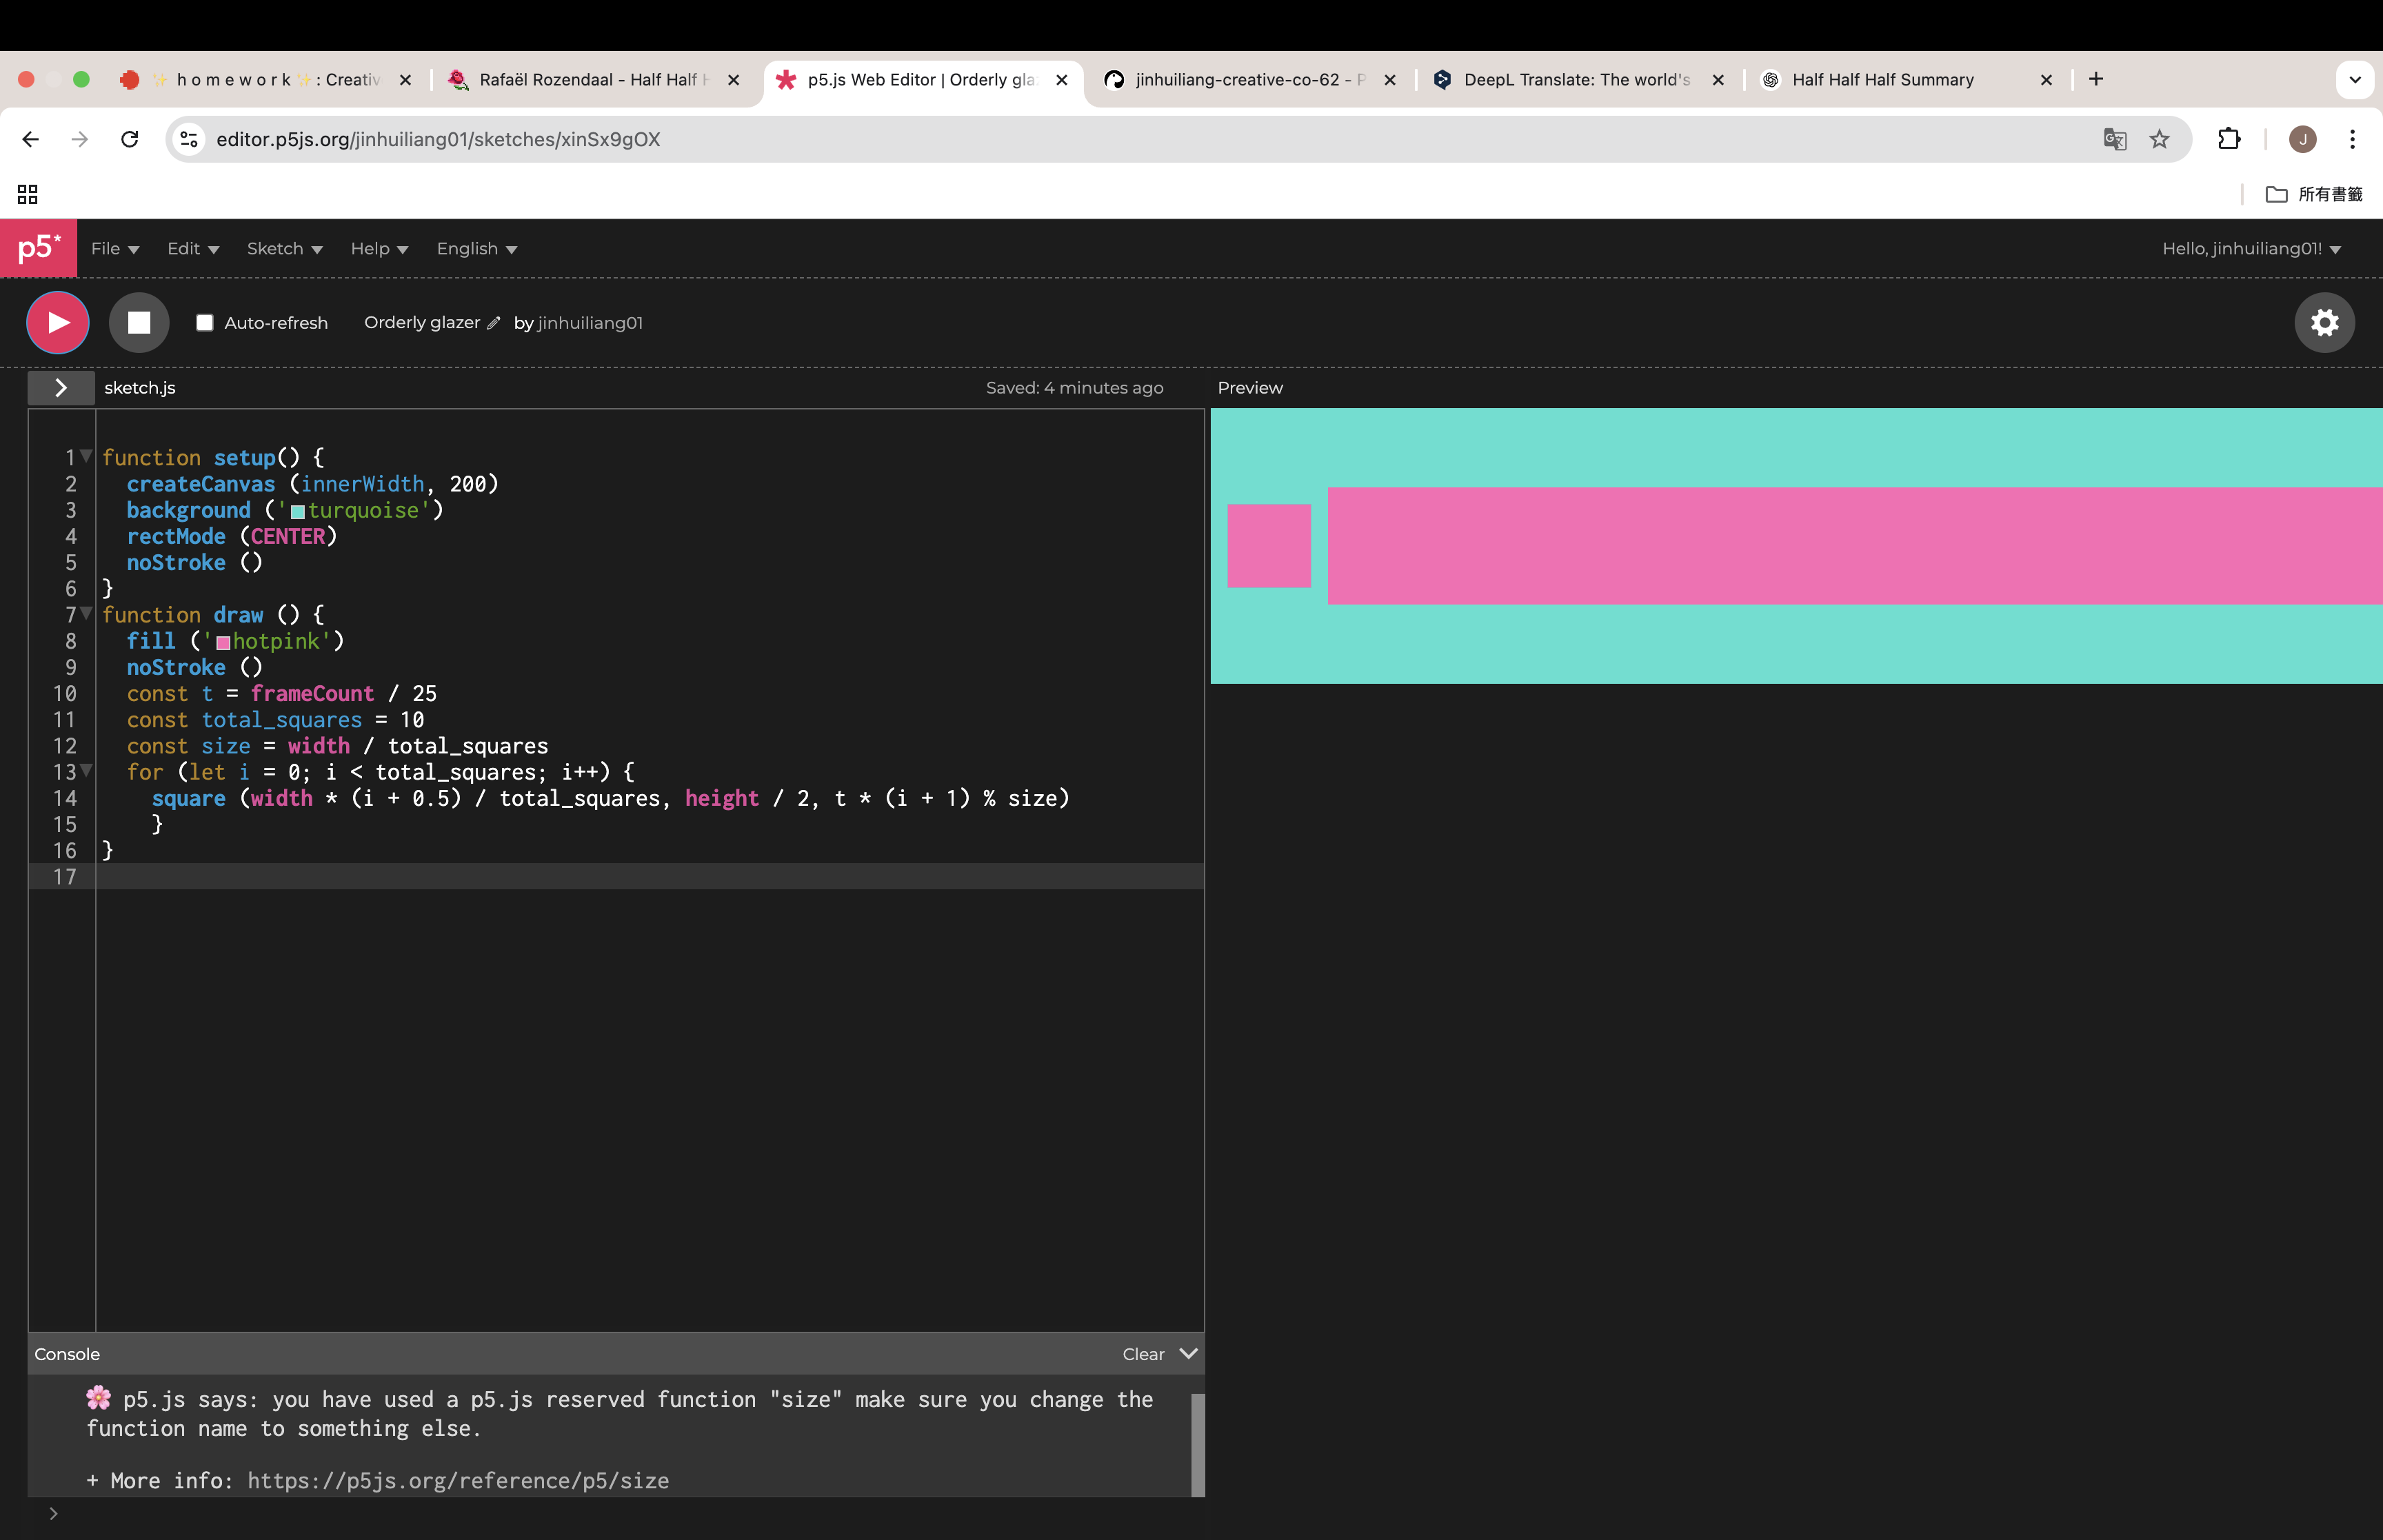 ✨ h o m e w o r k ✨ : Creativ
Rafaël Rozendaal - Half Half H
p5.js Web Editor | Orderly gla
jinhuiliang-creative-co-62 - P
DeepL Translate: The world's
Half Half Half Summary
editor.p5js.org/jinhuiliang01/sketches/xinSx9gOX
J
所有書籤
p5*
File
Edit
Sketch
Help
English
Hello, jinhuiliang01!
Auto-refresh
Orderly glazer
by jinhuiliang01
sketch.js
Saved: 4 minutes ago
Preview
1 function setup() {
2 createCanvas (innerWidth, 200)
3 background ('turquoise')
4 rectMode (CENTER)
5 noStroke ()
6 }
7 function draw () {
8 fill ('hotpink')
9 noStroke ()
10 const t = frameCount / 25
11 const total_squares = 10
12 const size = width / total_squares
13 for (let i = 0; i < total_squares; i++) {
14 square (width * (i + 0.5) / total_squares, height / 2, t * (i + 1) % size)
15 }
16 }
17
Console
Clear
🌸 p5.js says: you have used a p5.js reserved function "size" make sure you change the
function name to something else.
+ More info: https://p5js.org/reference/p5/size
>